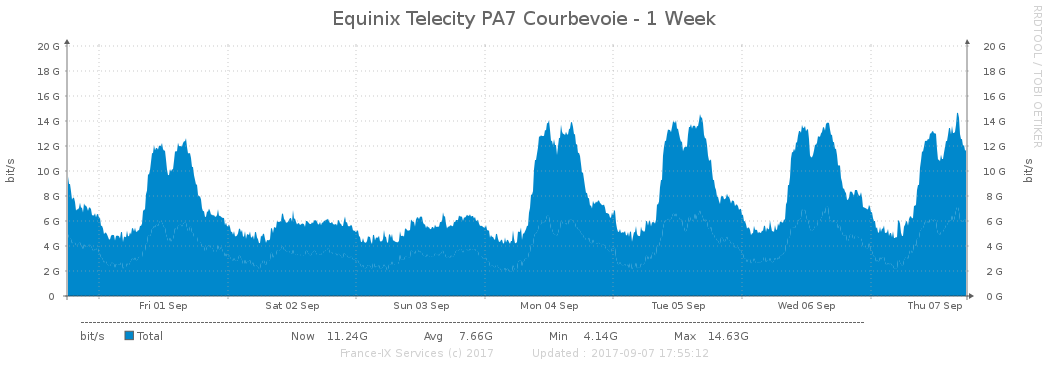 Equinix Telecity PA7 Courbevoie - 1 Week
RRDTOOL / TOBI OETIKER
bit/s
20 G 20 G
18 G 18 G
16 G 16 G
14 G 14 G
12 G 12 G
10 G 10 G
8 G 8 G
6 G 6 G
4 G 4 G
2 G 2 G
0 0 G
bit/s
Fri 01 Sep Sat 02 Sep Sun 03 Sep Mon 04 Sep Tue 05 Sep Wed 06 Sep Thu 07 Sep
bit/s Total Now 11.24G Avg 7.66G Min 4.14G Max 14.63G
France-IX Services (c) 2017 Updated : 2017-09-07 17:55:12